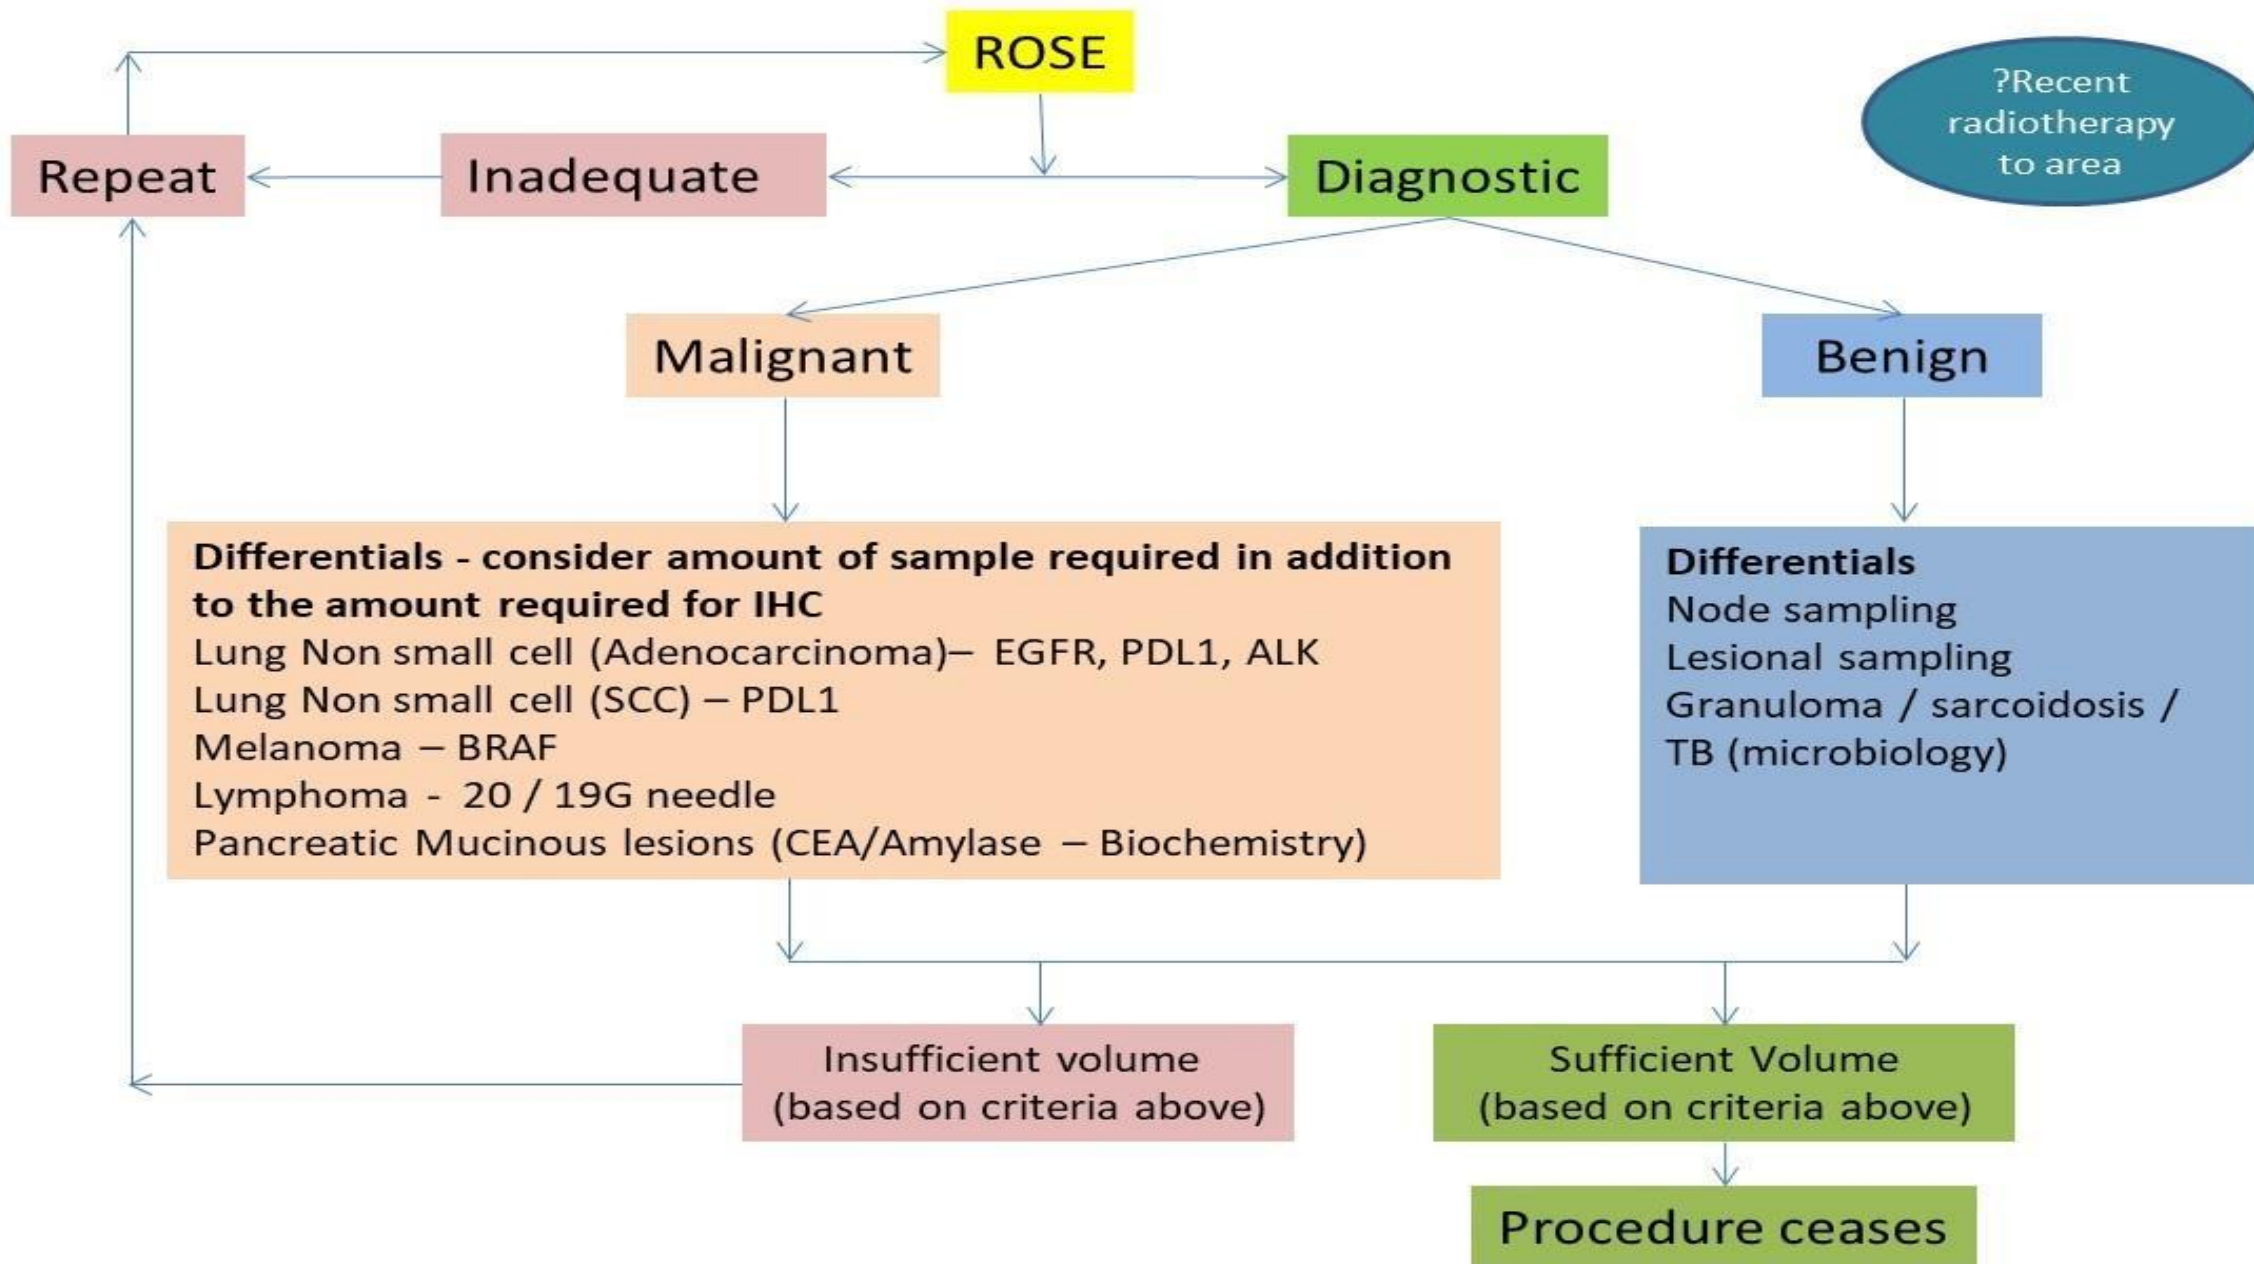 ROSE
?Recent
radiotherapy
to area
Repeat
Inadequate
Diagnostic
Malignant
Benign
Differentials - consider amount of sample required in addition
to the amount required for IHC
Lung Non small cell (Adenocarcinoma)– EGFR, PDL1, ALK
Lung Non small cell (SCC) – PDL1
Melanoma – BRAF
Lymphoma - 20 / 19G needle
Pancreatic Mucinous lesions (CEA/Amylase – Biochemistry)
Differentials
Node sampling
Lesional sampling
Granuloma / sarcoidosis /
TB (microbiology)
Insufficient volume
(based on criteria above)
Sufficient Volume
(based on criteria above)
Procedure ceases